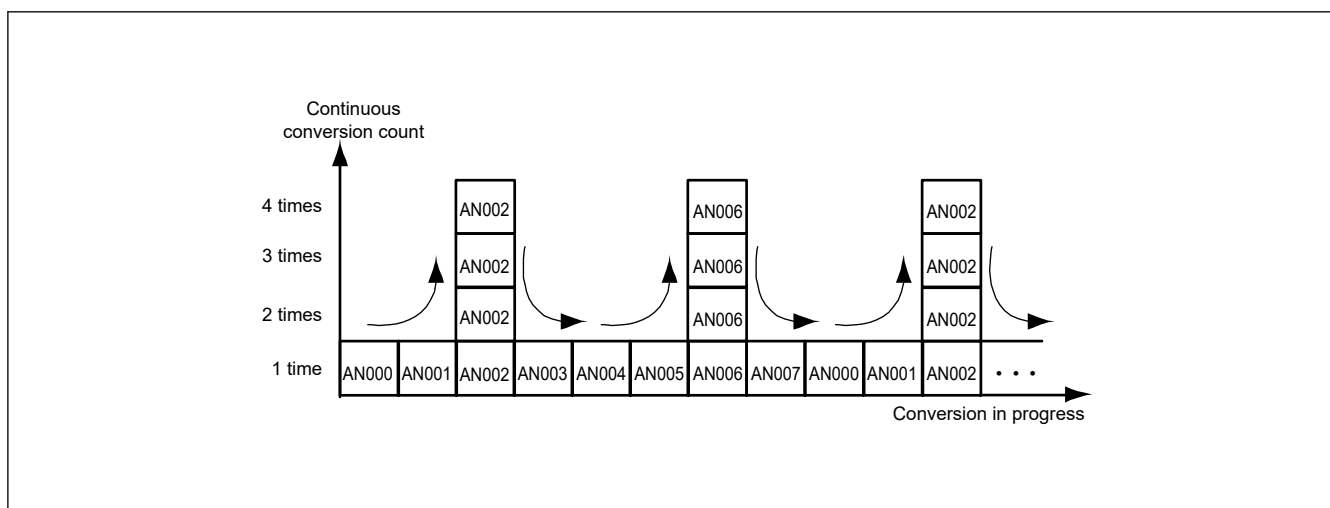 Continuous
conversion count
4 times AN002 AN006 AN002
3 times AN002 AN006 AN002
2 times AN002 AN006 AN002
1 time AN000 AN001 AN002 AN003 AN004 AN005 AN006 AN007 AN000 AN001 AN002 • • •
Conversion in progress